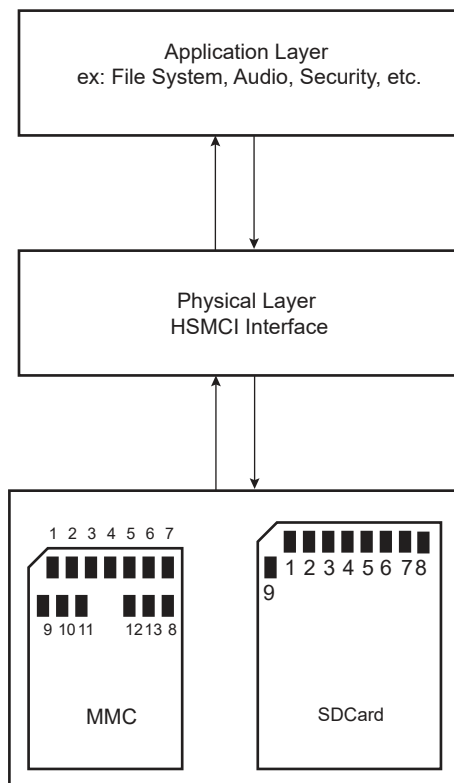 Application Layer
ex: File System, Audio, Security, etc.
Physical Layer
HSMCI Interface
1 2 3 4 5 6 7
9 10 11 12 13 8
MMC
1 2 3 4 5 6 7 8
9
SDCard